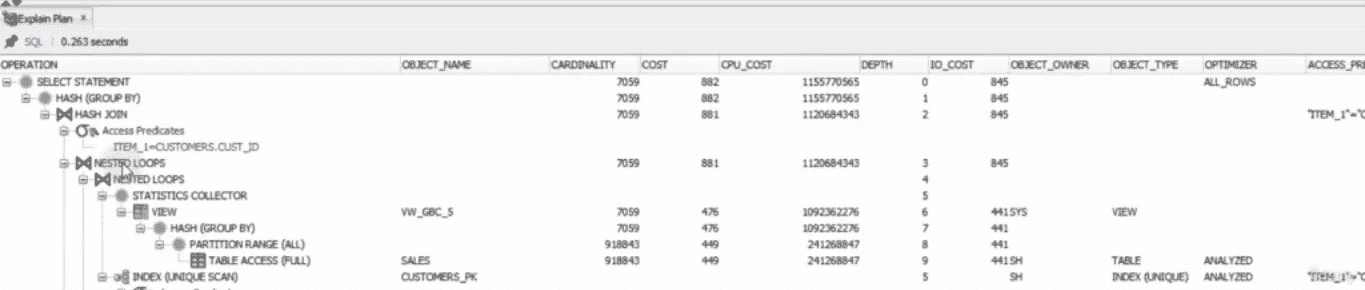 Explain Plan ×
SQL | 0.263 seconds
OPERATION OBJECT_NAME CARDINALITY COST CPU_COST DEPTH IO_COST OBJECT_OWNER OBJECT_TYPE OPTIMIZER
SELECT STATEMENT 7059 882 1155770565 0 845 ALL_ROWS
HASH (GROUP BY) 7059 882 1155770565 1 845
HASH JOIN 7059 881 1120684343 2 845 "ITEM_1"="C
Access Predicates
ITEM_1=CUSTOMERS.CUST_ID
NESTED LOOPS 7059 881 1120684343 3 845
NESTED LOOPS 4
STATISTICS COLLECTOR 5
VIEW VW_GBC_5 7059 476 1092362276 6 441 SYS VIEW
HASH (GROUP BY) 7059 476 1092362276 7 441
PARTITION RANGE (ALL) 918843 449 241268847 8 441
TABLE ACCESS (FULL) SALES 918843 449 241268847 9 441 SH TABLE ANALYZED
INDEX (UNIQUE SCAN) CUSTOMERS_PK 5 SH INDEX (UNIQUE) ANALYZED